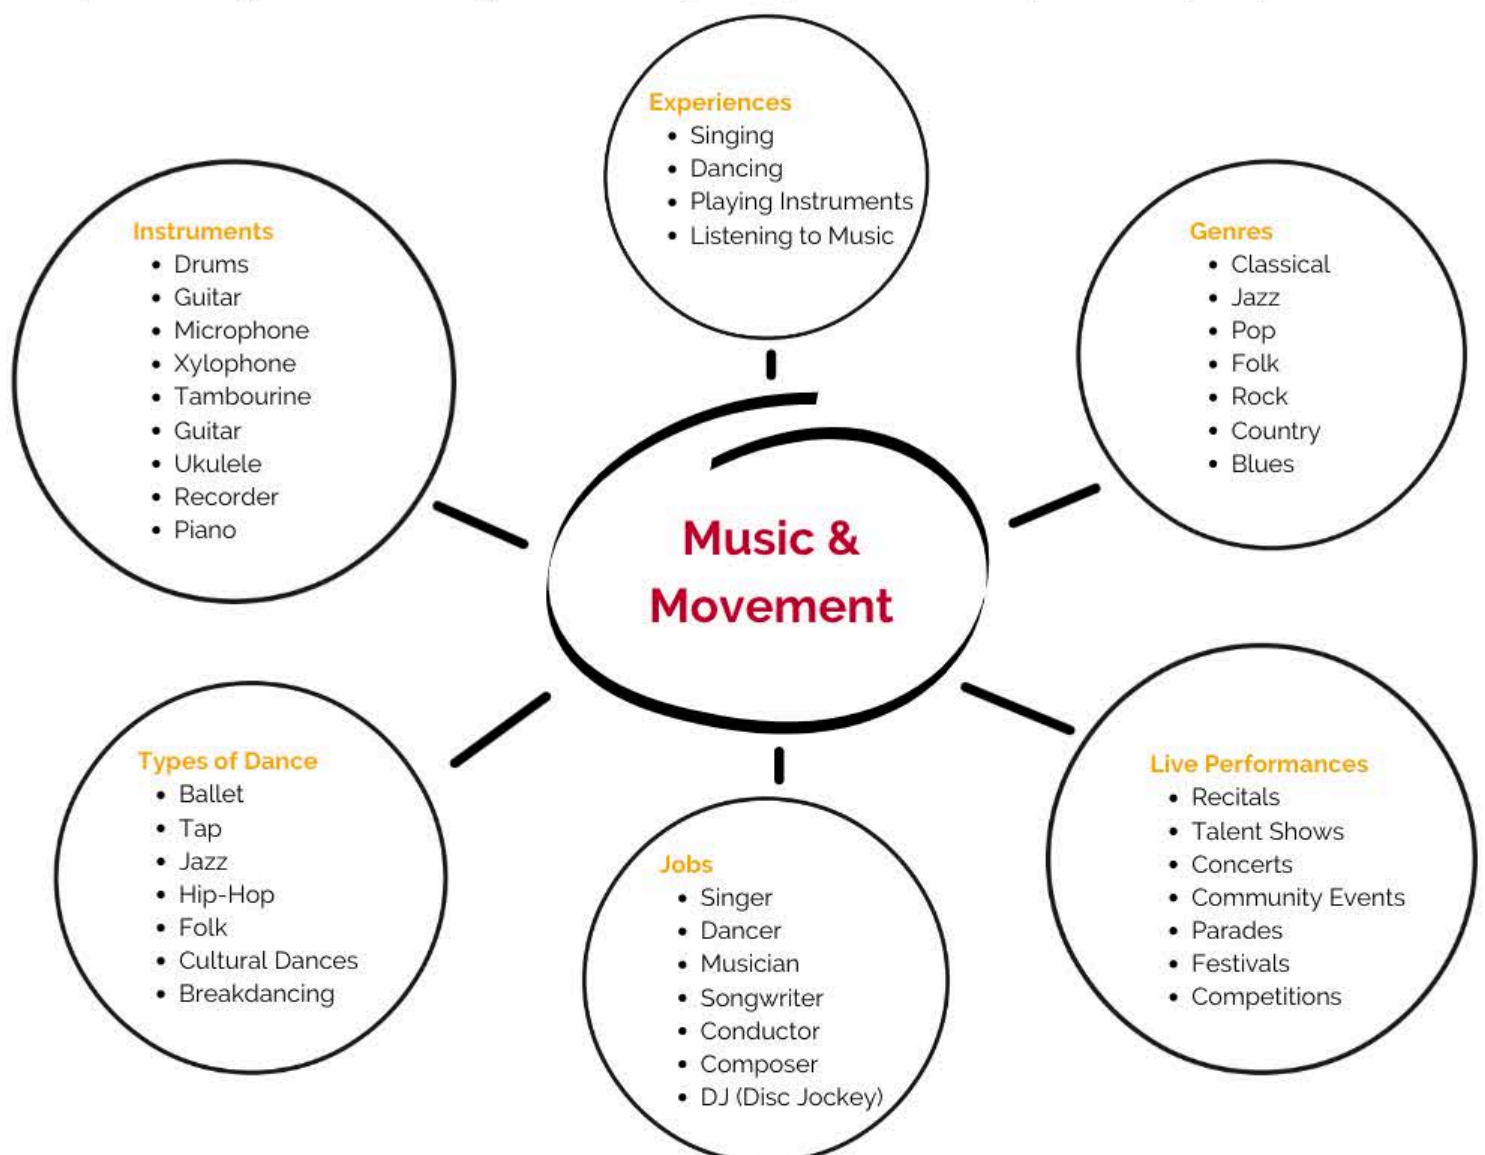 Experiences
• Singing
• Dancing
• Playing Instruments
• Listening to Music
Instruments
• Drums
• Guitar
• Microphone
• Xylophone
• Tambourine
• Guitar
• Ukulele
• Recorder
• Piano
Genres
• Classical
• Jazz
• Pop
• Folk
• Rock
• Country
• Blues
Music &
Movement
Types of Dance
• Ballet
• Tap
• Jazz
• Hip-Hop
• Folk
• Cultural Dances
• Breakdancing
Jobs
• Singer
• Dancer
• Musician
• Songwriter
• Conductor
• Composer
• DJ (Disc Jockey)
Live Performances
• Recitals
• Talent Shows
• Concerts
• Community Events
• Parades
• Festivals
• Competitions